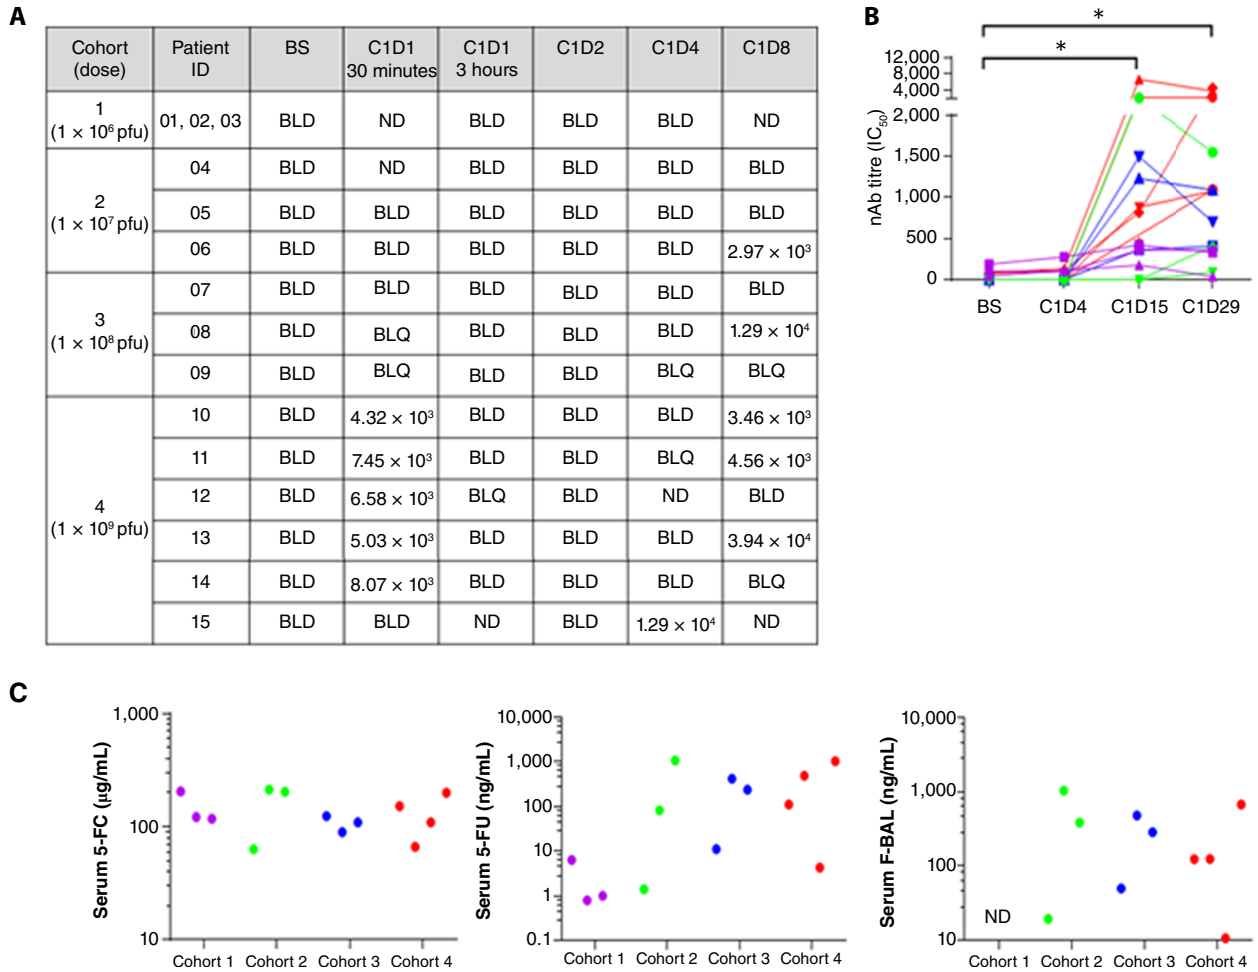 A
Cohort (dose) Patient ID BS C1D1 30 minutes C1D1 3 hours C1D2 C1D4 C1D8
1 (1 × 10⁶ pfu) 01, 02, 03 BLD ND BLD BLD BLD ND
2 (1 × 10⁷ pfu) 04 BLD ND BLD BLD BLD BLD
05 BLD BLD BLD BLD BLD BLD
06 BLD BLD BLD BLD BLD 2.97 × 10³
3 (1 × 10⁸ pfu) 07 BLD BLD BLD BLD BLD BLD
08 BLD BLQ BLD BLD BLD 1.29 × 10⁴
09 BLD BLQ BLD BLD BLQ BLQ
4 (1 × 10⁹ pfu) 10 BLD 4.32 × 10³ BLD BLD BLD 3.46 × 10³
11 BLD 7.45 × 10³ BLD BLD BLQ 4.56 × 10³
12 BLD 6.58 × 10³ BLQ BLD ND BLD
13 BLD 5.03 × 10³ BLD BLD BLD 3.94 × 10⁴
14 BLD 8.07 × 10³ BLD BLD BLD BLQ
15 BLD BLD ND BLD 1.29 × 10⁴ ND
B
*
*
nAb titre (IC₅₀)
12,000
8,000
4,000
2,000
1,500
1,000
500
0
BS C1D4 C1D15 C1D29
C
Serum 5-FC (µg/mL)
1,000
100
10
Cohort 1 Cohort 2 Cohort 3 Cohort 4
Serum 5-FU (ng/mL)
10,000
1,000
100
10
1
0.1
Cohort 1 Cohort 2 Cohort 3 Cohort 4
Serum F-BAL (ng/mL)
10,000
1,000
100
10
ND
Cohort 1 Cohort 2 Cohort 3 Cohort 4